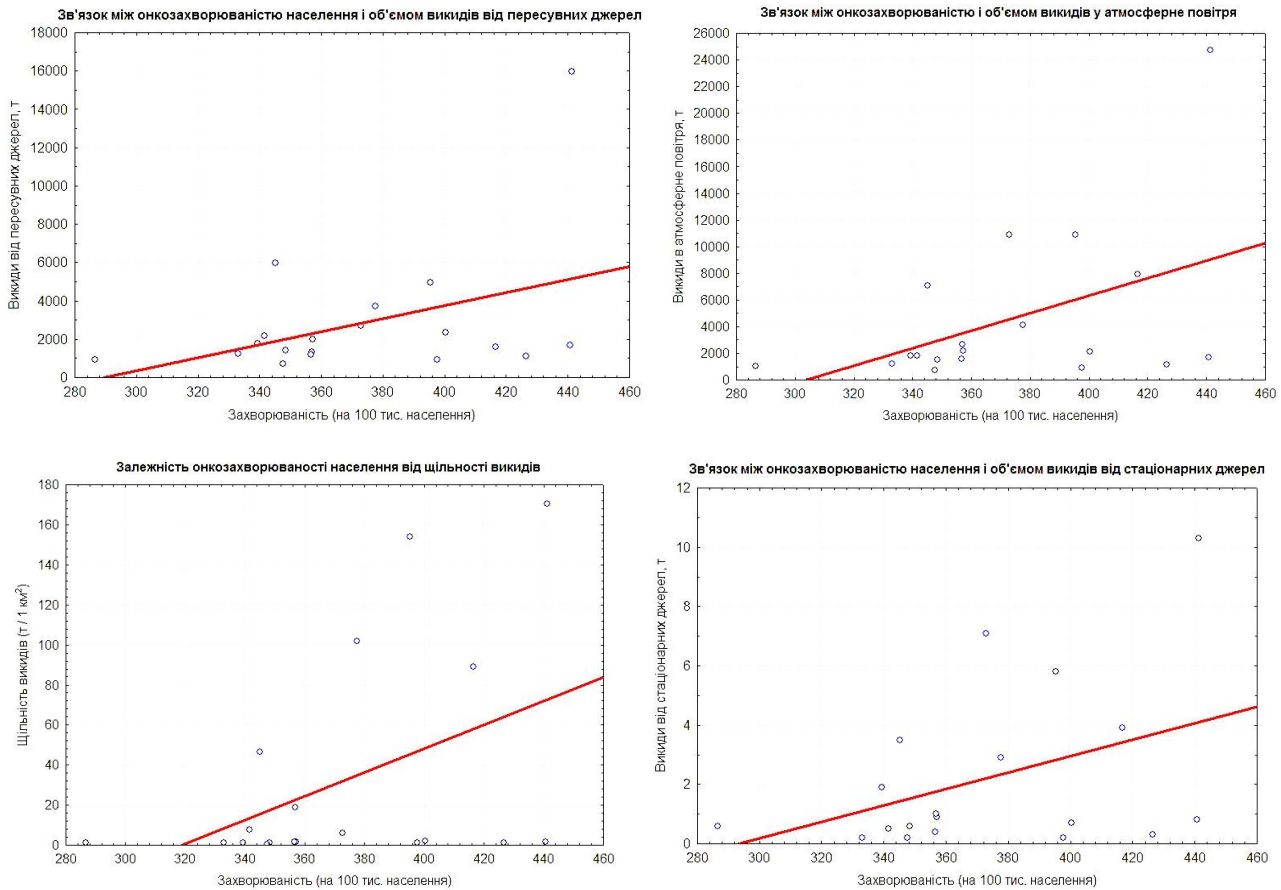 Зв'язок між онкозахворюваністю населення і об'ємом викидів від пересувних джерел
18000
16000
14000
12000
10000
8000
6000
4000
2000
0
Викиди від пересувних джерел, т
280 300 320 340 360 380 400 420 440 460
Захворюваність (на 100 тис. населення)
Зв'язок між онкозахворюваністю і об'ємом викидів у атмосферне повітря
26000
24000
22000
20000
18000
16000
14000
12000
10000
8000
6000
4000
2000
0
Викиди в атмосферне повітря, т
280 300 320 340 360 380 400 420 440 460
Захворюваність (на 100 тис. населення)
Залежність онкозахворюваності населення від щільності викидів
180
160
140
120
100
80
60
40
20
0
Щільність викидів (т / 1 км²)
280 300 320 340 360 380 400 420 440 460
Захворюваність (на 100 тис. населення)
Зв'язок між онкозахворюваністю населення і об'ємом викидів від стаціонарних джерел
12
10
8
6
4
2
0
Викиди від стаціонарних джерел, т
280 300 320 340 360 380 400 420 440 460
Захворюваність (на 100 тис. населення)